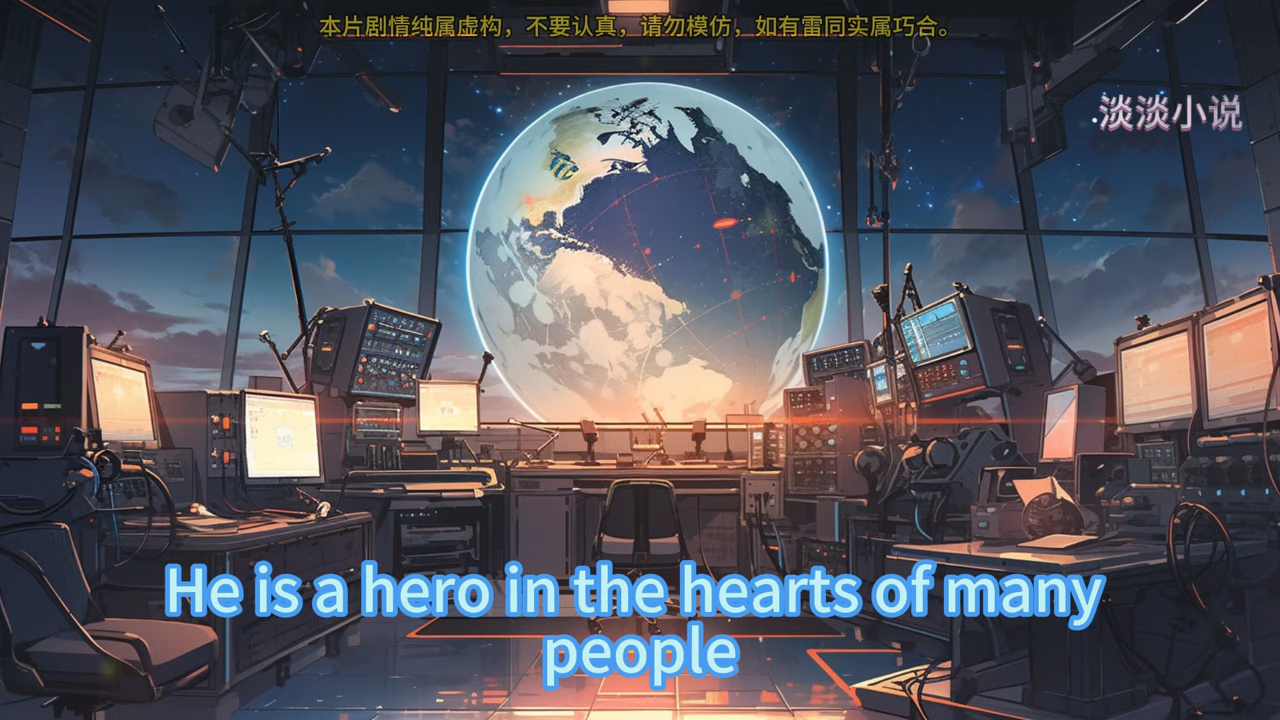 本片剧情纯属虚构，不要认真，请勿模仿，如有雷同实属巧合。
.淡淡小说
He is a hero in the hearts of many
people